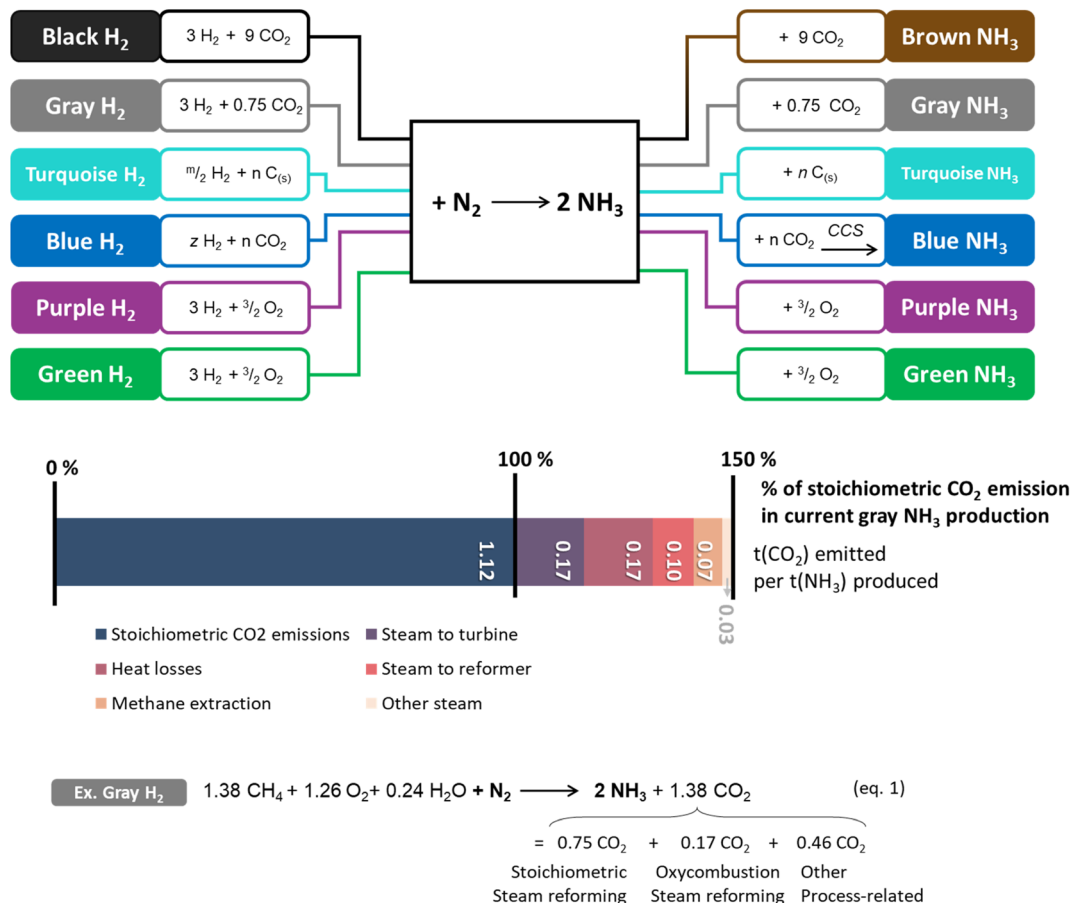 Black H₂
3 H₂ + 9 CO₂
+ 9 CO₂
Brown NH₃
Gray H₂
3 H₂ + 0.75 CO₂
+ 0.75 CO₂
Gray NH₃
Turquoise H₂
ᵐ/₂ H₂ + n C₍ₛ₎
+ N₂ ⟶ 2 NH₃
+ n C₍ₛ₎
Turquoise NH₃
Blue H₂
z H₂ + n CO₂
+ n CO₂
CCS
Blue NH₃
Purple H₂
3 H₂ + ³/₂ O₂
+ ³/₂ O₂
Purple NH₃
Green H₂
3 H₂ + ³/₂ O₂
+ ³/₂ O₂
Green NH₃
0 %
100 %
150 %
% of stoichiometric CO₂ emission
in current gray NH₃ production
t(CO₂) emitted
per t(NH₃) produced
1.12
0.17
0.17
0.10
0.07
0.03
Stoichiometric CO2 emissions
Steam to turbine
Heat losses
Steam to reformer
Methane extraction
Other steam
Ex. Gray H₂
1.38 CH₄ + 1.26 O₂+ 0.24 H₂O + N₂ ⟶ 2 NH₃ + 1.38 CO₂
(eq. 1)
= 0.75 CO₂ + 0.17 CO₂ + 0.46 CO₂
Stoichiometric Oxycombustion Other
Steam reforming Steam reforming Process-related